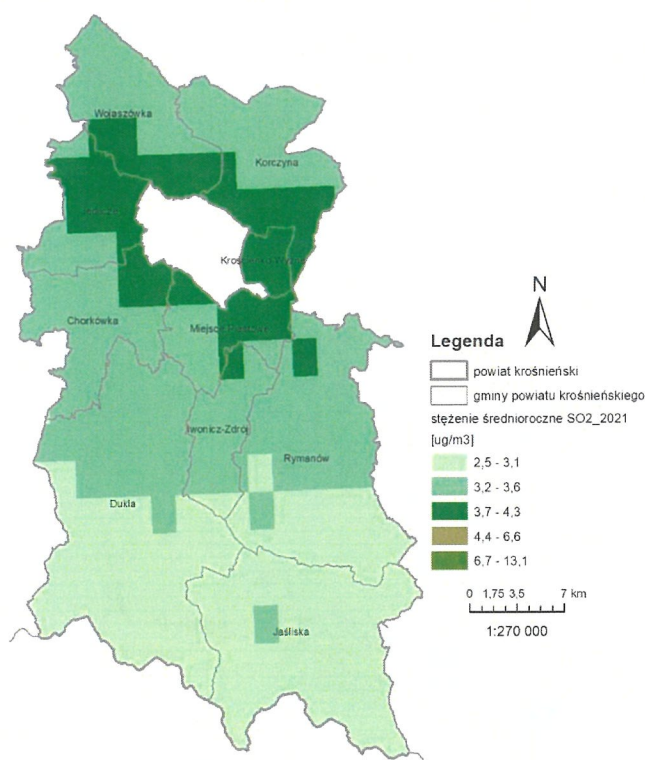 Wojaszówka
Korczyna
Chorkówka
Iwonicz-Zdrój
Rymanów
Dukla
Jaśliska
N
Legenda
powiat krośnieński
gminy powiatu krośnieńskiego
stężenie średnioroczne SO2_2021
[ug/m3]
2,5 - 3,1
3,2 - 3,6
3,7 - 4,3
4,4 - 6,6
6,7 - 13,1
0 1,75 3,5 7 km
1:270 000